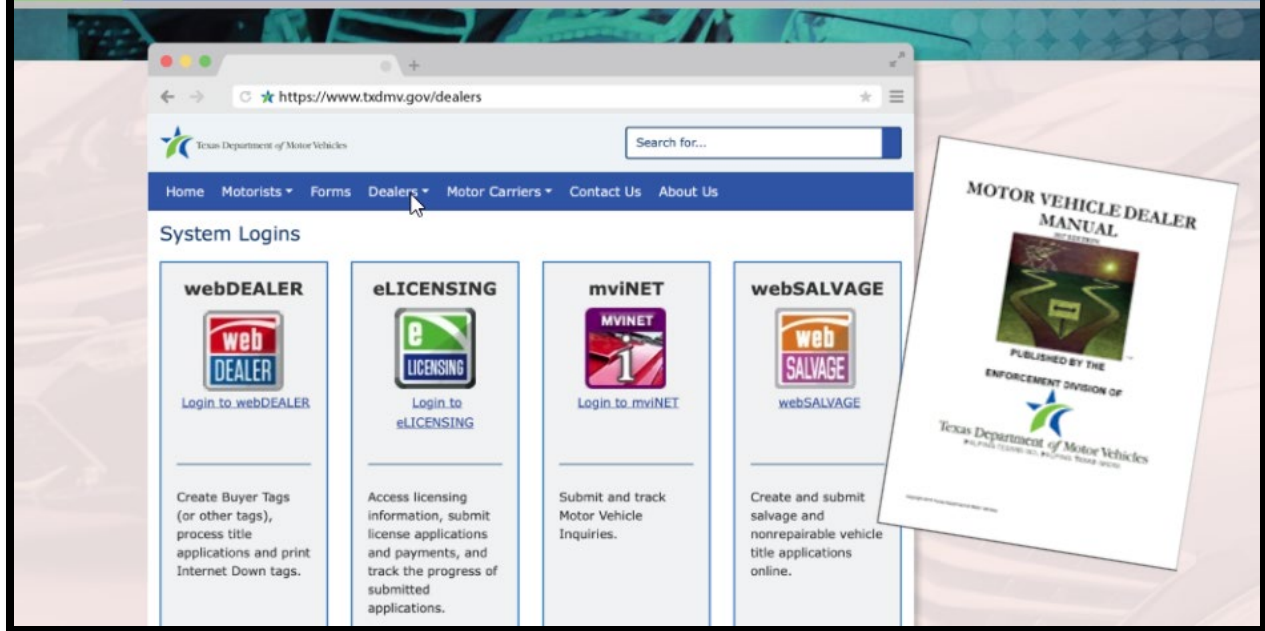 https://www.txdmv.gov/dealers
Texas Department of Motor Vehicles
Search for...
Home Motorists Forms Dealers Motor Carriers Contact Us About Us
System Logins
webDEALER
web
DEALER
Login to webDEALER
Create Buyer Tags
(or other tags),
process title
applications and print
Internet Down tags.
eLICENSING
e
LICENSING
Login to
eLICENSING
Access licensing
information, submit
license applications
and payments, and
track the progress of
submitted
applications.
mviNET
MVINET
i
Login to mviNET
Submit and track
Motor Vehicle
Inquiries.
webSALVAGE
web
SALVAGE
webSALVAGE
Create and submit
salvage and
nonrepairable vehicle
title applications
online.
MOTOR VEHICLE DEALER
MANUAL
PUBLISHED BY THE
ENFORCEMENT DIVISION OF
Texas Department of Motor Vehicles